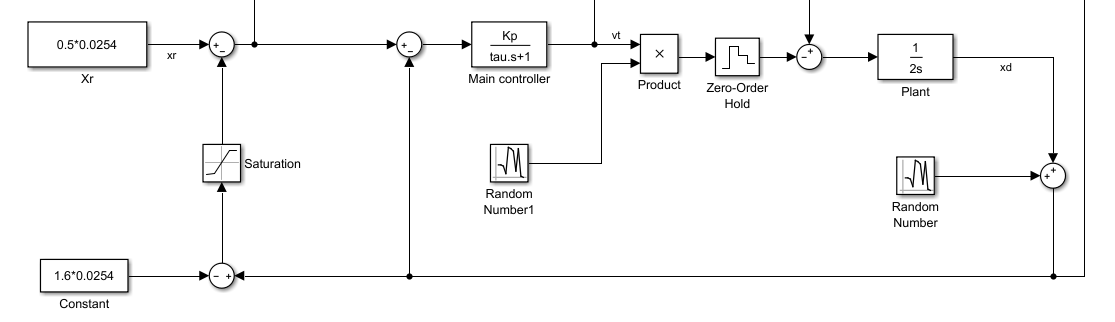 0.5*0.0254
Xr
xr
+
−
+
−
Kp
tau.s+1
Main controller
vt
×
Product
Zero-Order
Hold
−
+
1
2s
Plant
xd
Saturation
Random
Number1
Random
Number
+
+
1.6*0.0254
Constant
−
+